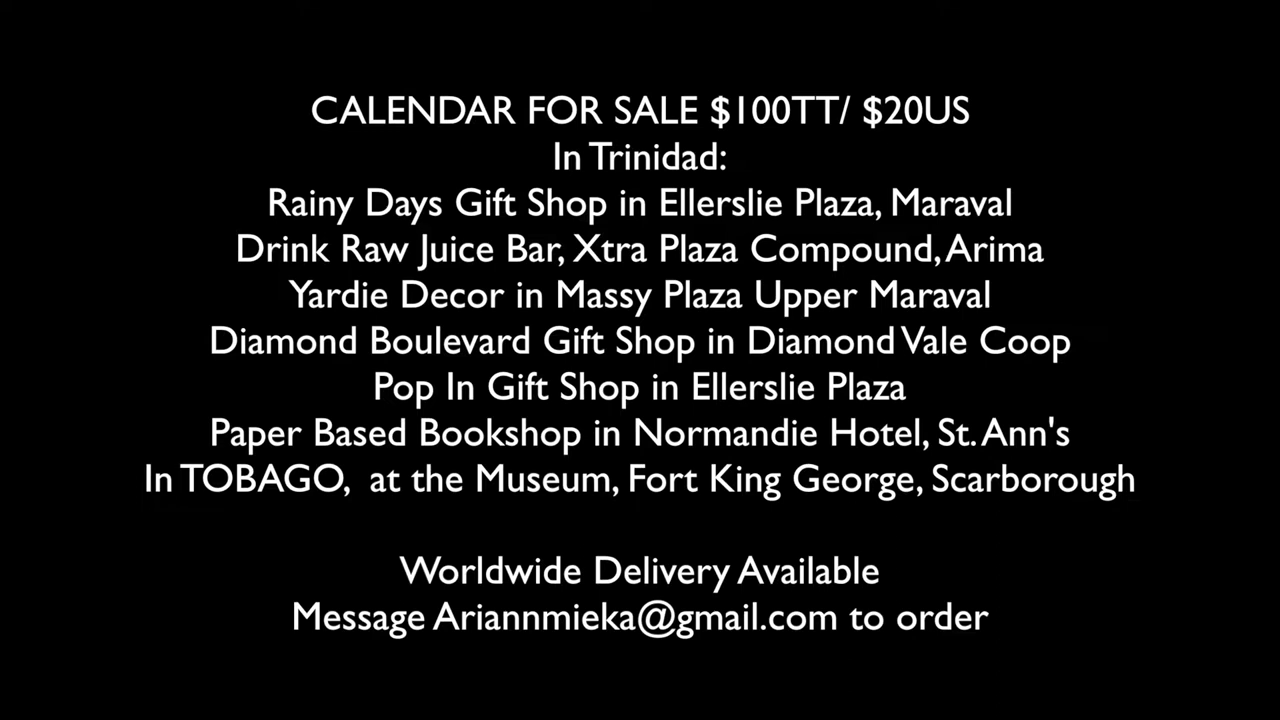 CALENDAR FOR SALE $100TT/ $20US
In Trinidad:
Rainy Days Gift Shop in Ellerslie Plaza, Maraval
Drink Raw Juice Bar, Xtra Plaza Compound, Arima
Yardie Decor in Massy Plaza Upper Maraval
Diamond Boulevard Gift Shop in Diamond Vale Coop
Pop In Gift Shop in Ellerslie Plaza
Paper Based Bookshop in Normandie Hotel, St. Ann's
In TOBAGO,  at the Museum, Fort King George, Scarborough
Worldwide Delivery Available
Message Ariannmieka@gmail.com to order